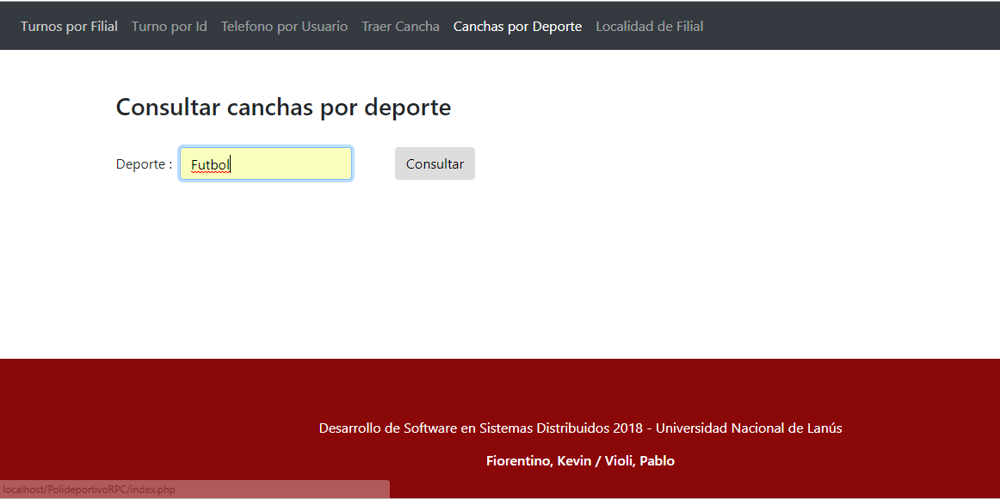 Turnos por Filial Turno por Id Telefono por Usuario Traer Cancha Canchas por Deporte Localidad de Filial
Consultar canchas por deporte
Deporte : Futbol Consultar
Desarrollo de Software en Sistemas Distribuidos 2018 - Universidad Nacional de Lanús
Fiorentino, Kevin / Violi, Pablo
localhost/PolideportivoRPC/index.php